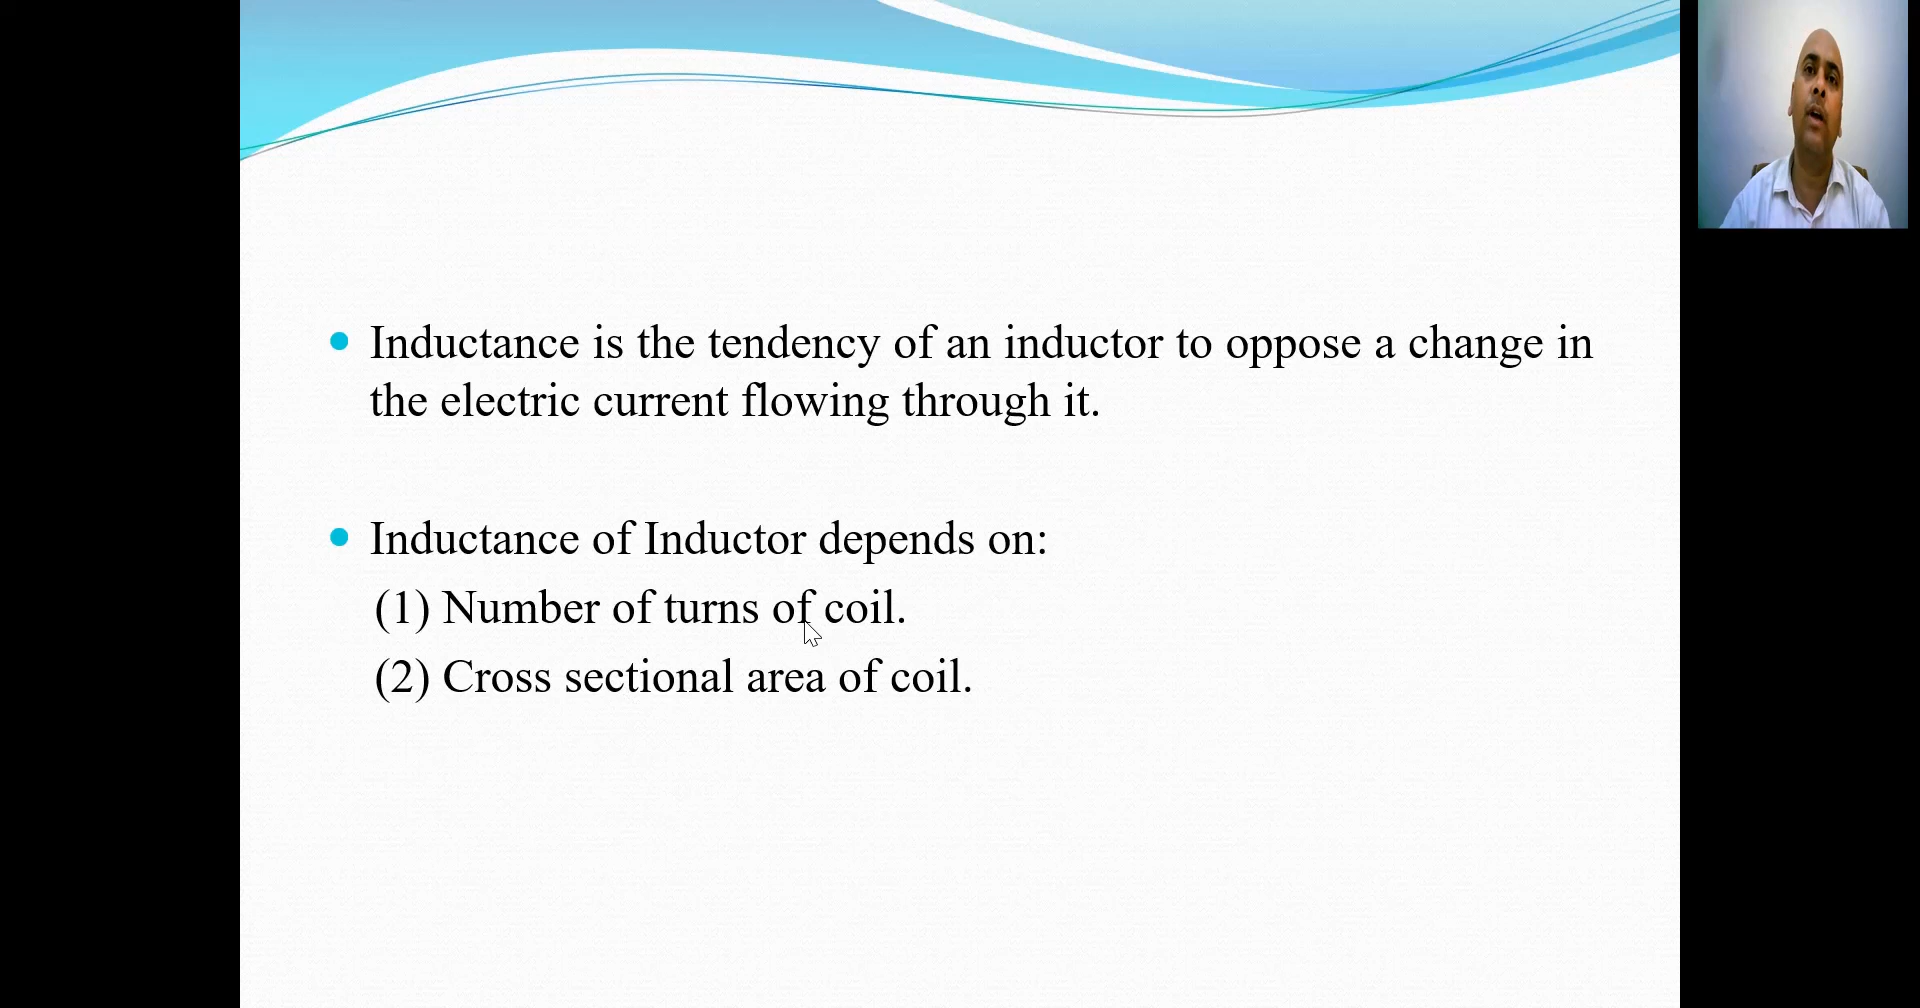 Inductance is the tendency of an inductor to oppose a change in
the electric current flowing through it.
Inductance of Inductor depends on:
(1) Number of turns of coil.
(2) Cross sectional area of coil.